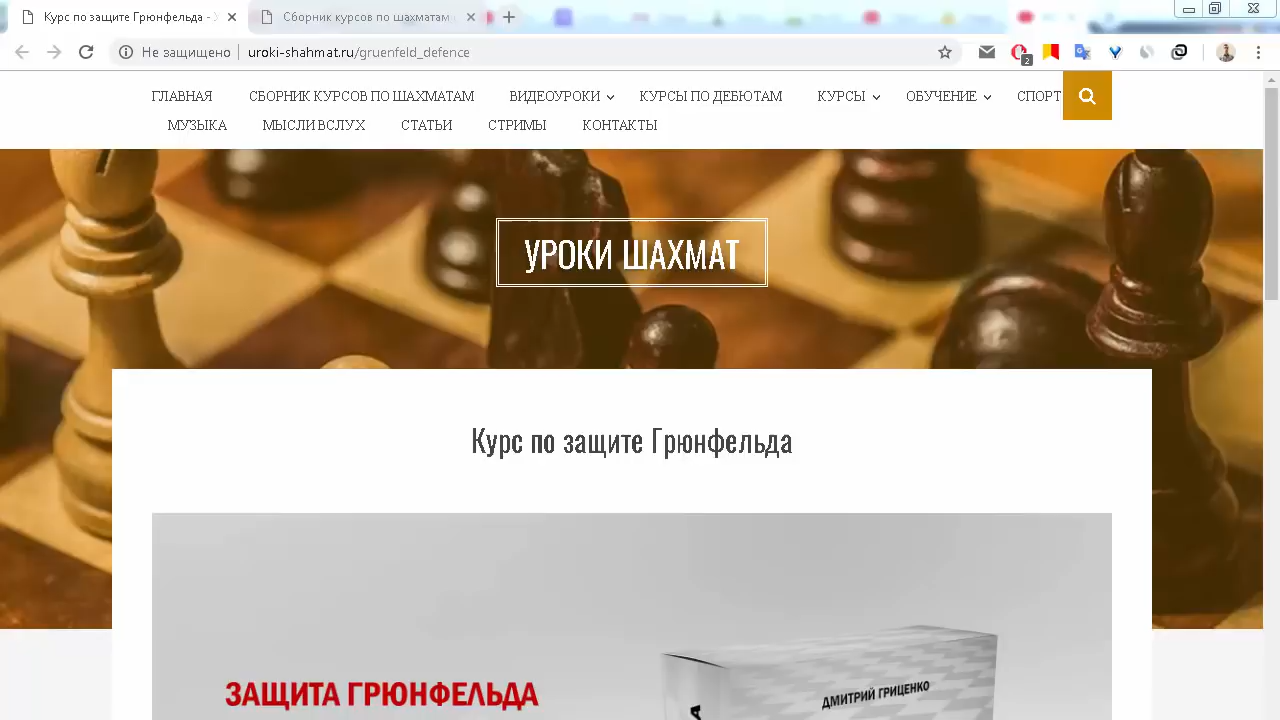 Курс по защите Грюнфельда - У
Сборник курсов по шахматам
Не защищено
uroki-shahmat.ru/gruenfeld_defence
2
ГЛАВНАЯ СБОРНИК КУРСОВ ПО ШАХМАТАМ ВИДЕОУРОКИ КУРСЫ ПО ДЕБЮТАМ КУРСЫ ОБУЧЕНИЕ СПОРТ
МУЗЫКА МЫСЛИ ВСЛУХ СТАТЬИ СТРИМЫ КОНТАКТЫ
УРОКИ ШАХМАТ
Курс по защите Грюнфельда
ДМИТРИЙ ГРИЦЕНКО
ЗАЩИТА ГРЮНФЕЛЬДА